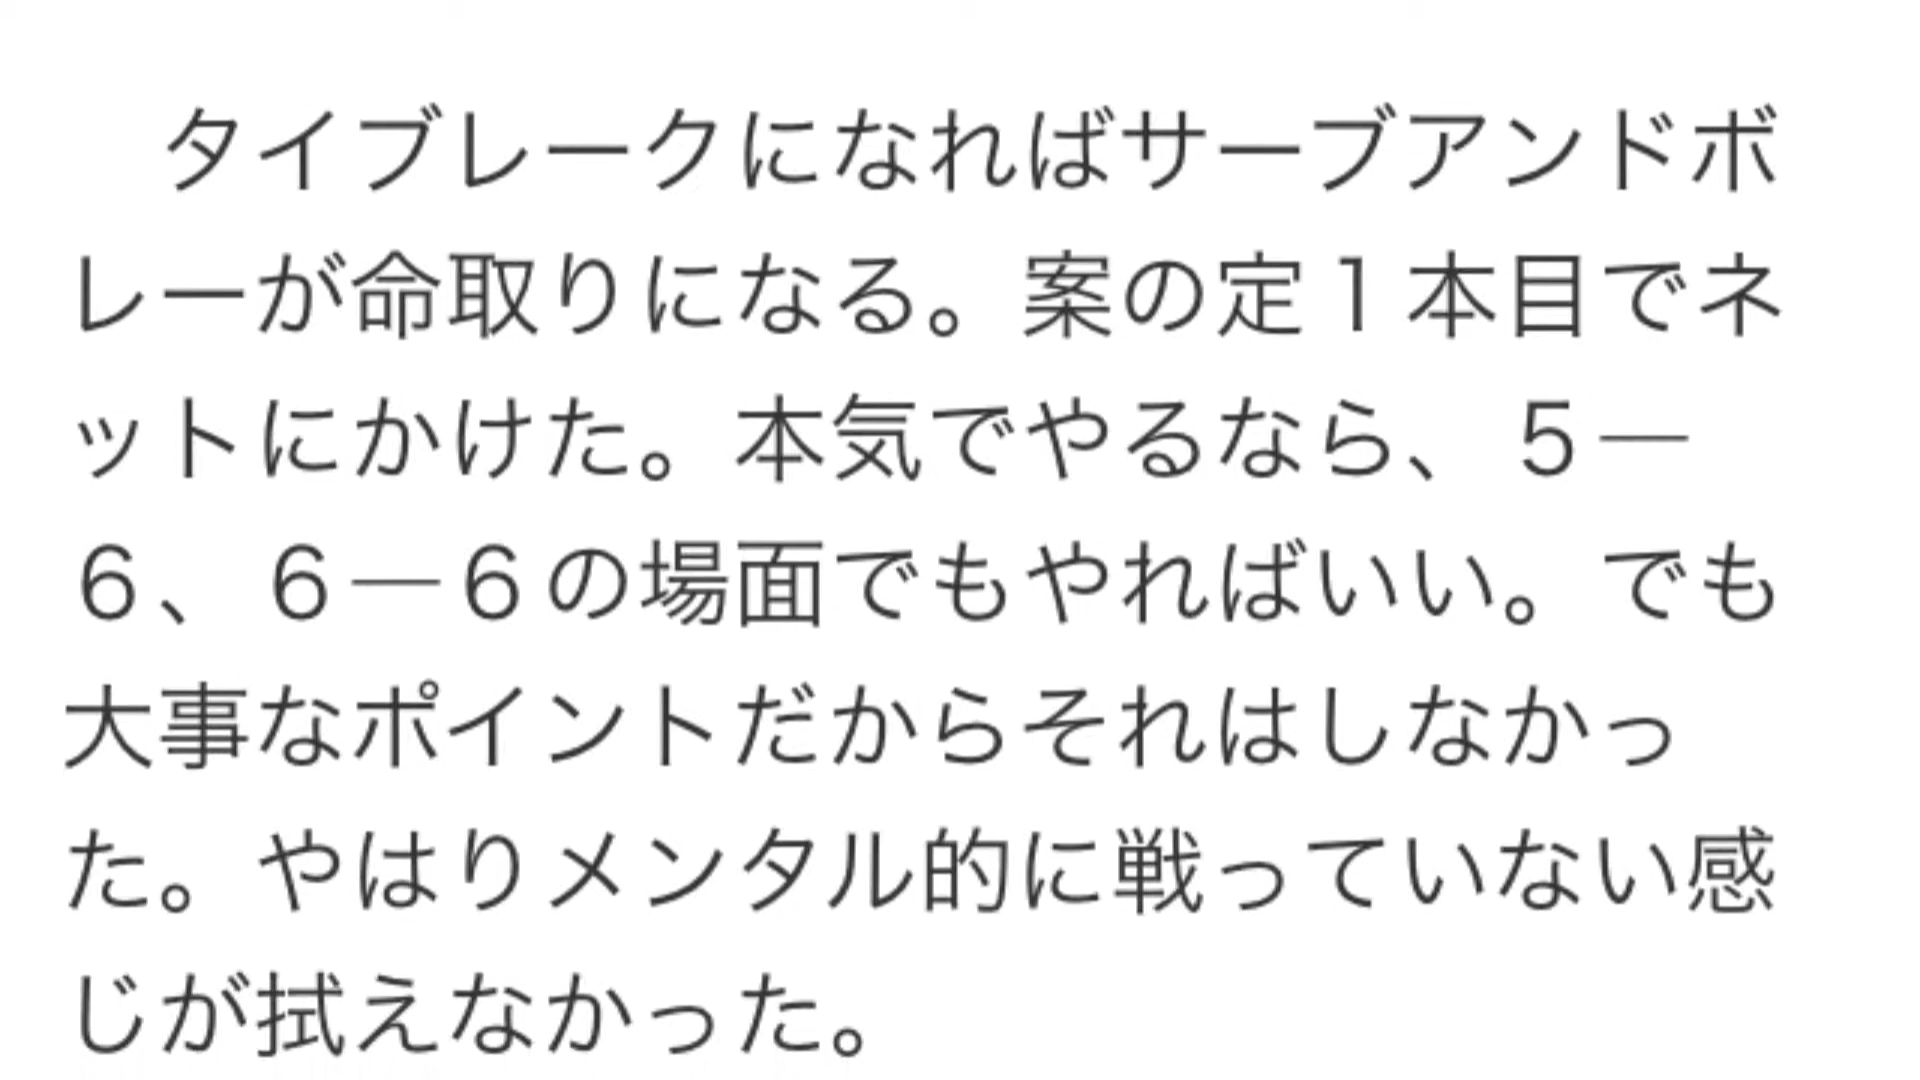 タイブレークになればサーブアンドボ
レーが命取りになる。案の定１本目でネ
ットにかけた。本気でやるなら、５―
６、６―６の場面でもやればいい。でも
大事なポイントだからそれはしなかっ
た。やはりメンタル的に戦っていない感
じが拭えなかった。